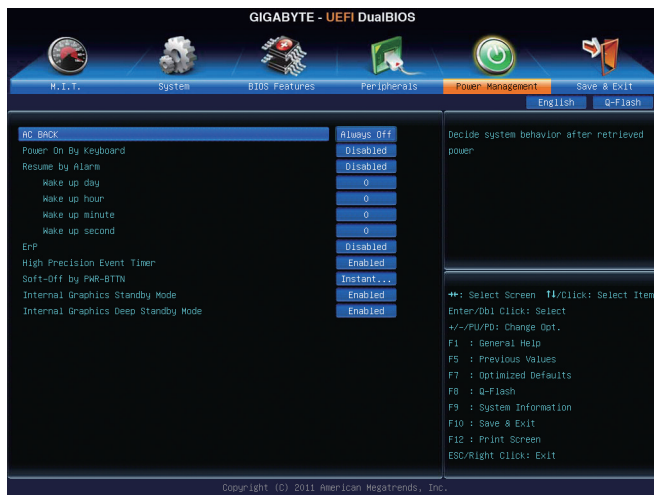 GIGABYTE - UEFI DualBIOS
M.I.T.
System
BIOS Features
Peripherals
Power Management
Save & Exit
English
Q-Flash
AC BACK Always Off
Power On By Keyboard Disabled
Resume by Alarm Disabled
Wake up day 0
Wake up hour 0
Wake up minute 0
Wake up second 0
ErP Disabled
High Precision Event Timer Enabled
Soft-Off by PWR-BTTN Instant...
Internal Graphics Standby Mode Enabled
Internal Graphics Deep Standby Mode Enabled
Decide system behavior after retrieved
power
→←: Select Screen ↑↓/Click: Select Item
Enter/Dbl Click: Select
+/-/PU/PD: Change Opt.
F1 : General Help
F5 : Previous Values
F7 : Optimized Defaults
F8 : Q-Flash
F9 : System Information
F10 : Save & Exit
F12 : Print Screen
ESC/Right Click: Exit
Copyright (C) 2011 American Megatrends, Inc.